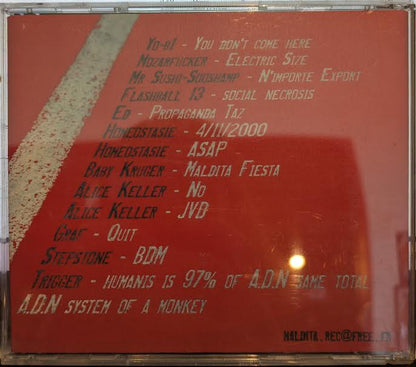 Yo-di - You don't come here
Mozarfucker - Electric Size
Mr Sushi-Sooshamp - N'importe Export
Flashball 13 - social necrosis
Ed - Propaganda Taz
Homeostasie - 4/11/2000
Homeostasie - ASAP
Baby Kruger - Maldita Fiesta
Alice Keller - No
Alice Keller - JVD
Graf - Quit
Stepstone - BDM
Trigger - humanis is 97% of A.D.N same total
A.D.N system of a monkey
MALDITA.REC@FREE.FR